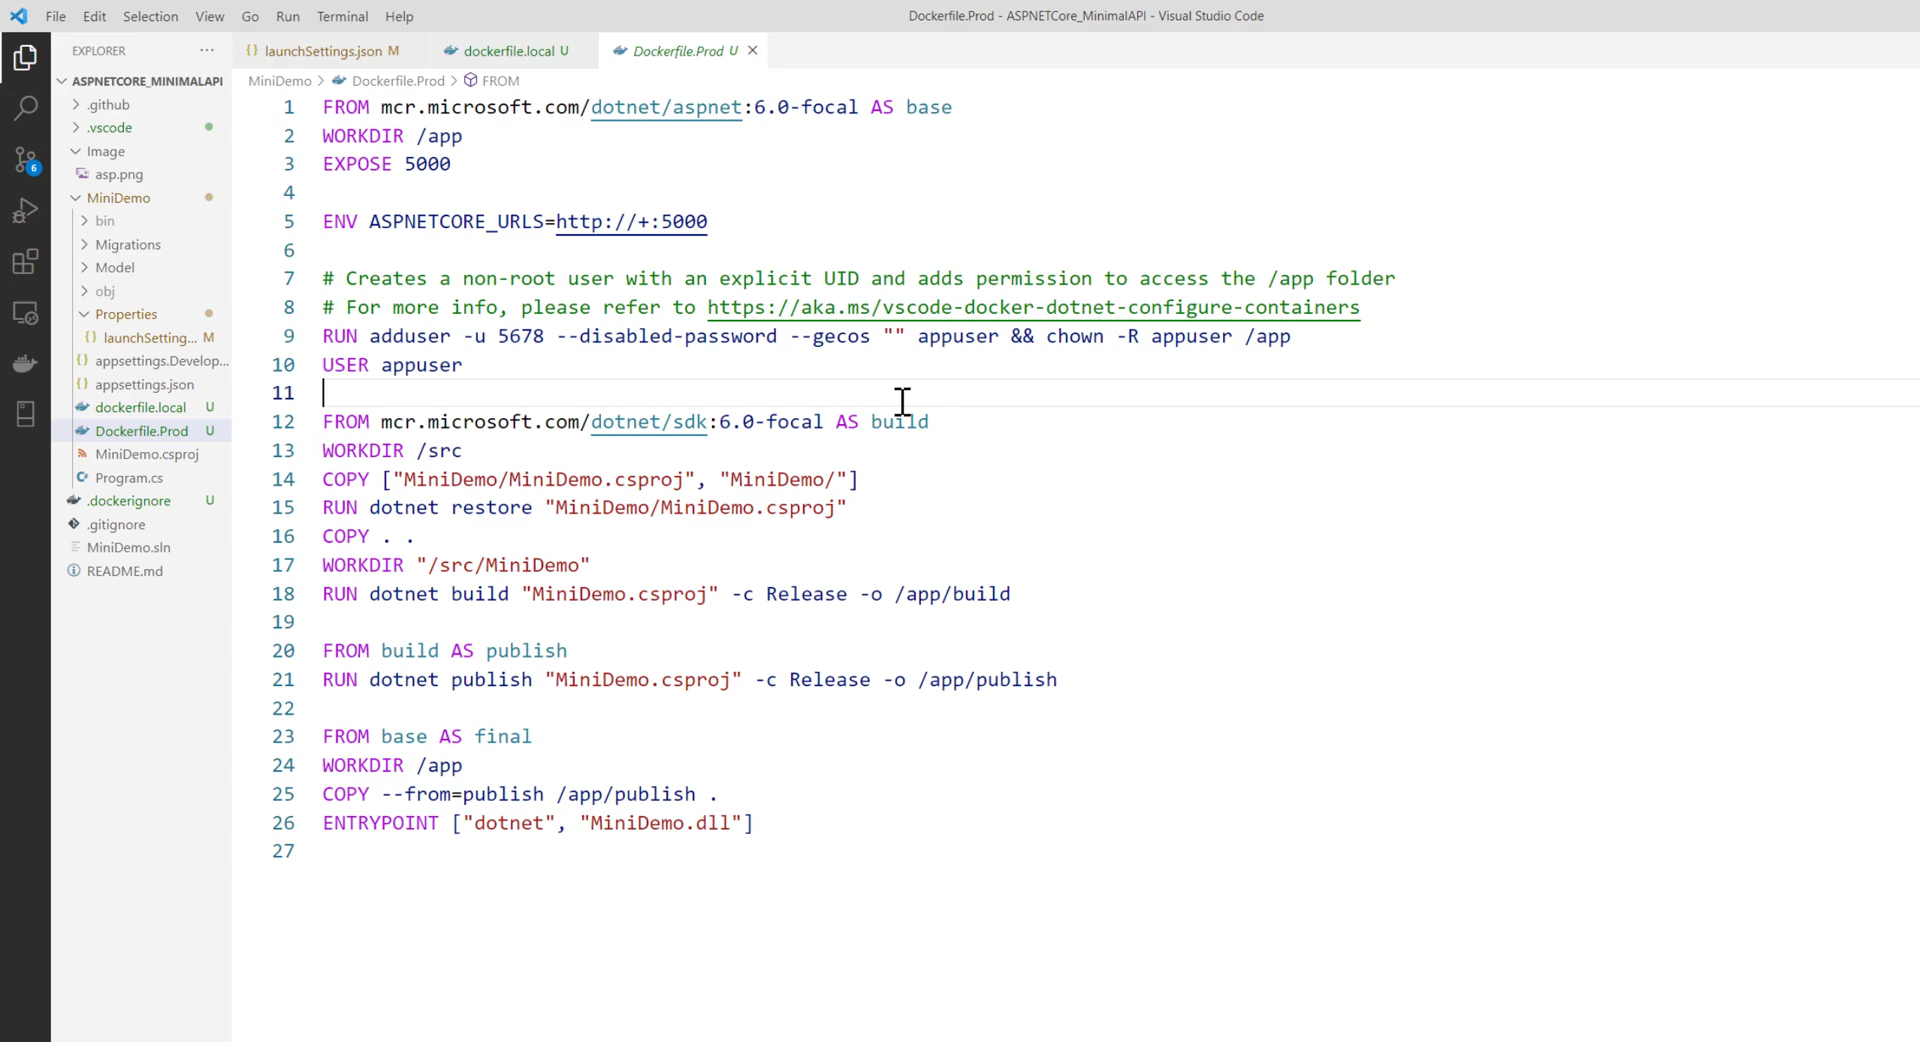 File Edit Selection View Go Run Terminal Help
Dockerfile.Prod - ASPNETCore_MinimalAPI - Visual Studio Code
EXPLORER ···
launchSettings.json M
dockerfile.local U
Dockerfile.Prod U
ASPNETCORE_MINIMALAPI
.github
.vscode
Image
asp.png
MiniDemo
bin
Migrations
Model
obj
Properties
launchSetting... M
appsettings.Develop...
appsettings.json
dockerfile.local U
Dockerfile.Prod U
MiniDemo.csproj
Program.cs
.dockerignore U
.gitignore
MiniDemo.sln
README.md
6
MiniDemo > Dockerfile.Prod > FROM
1 FROM mcr.microsoft.com/dotnet/aspnet:6.0-focal AS base
2 WORKDIR /app
3 EXPOSE 5000
4
5 ENV ASPNETCORE_URLS=http://+:5000
6
7 # Creates a non-root user with an explicit UID and adds permission to access the /app folder
8 # For more info, please refer to https://aka.ms/vscode-docker-dotnet-configure-containers
9 RUN adduser -u 5678 --disabled-password --gecos "" appuser && chown -R appuser /app
10 USER appuser
11
12 FROM mcr.microsoft.com/dotnet/sdk:6.0-focal AS build
13 WORKDIR /src
14 COPY ["MiniDemo/MiniDemo.csproj", "MiniDemo/"]
15 RUN dotnet restore "MiniDemo/MiniDemo.csproj"
16 COPY . .
17 WORKDIR "/src/MiniDemo"
18 RUN dotnet build "MiniDemo.csproj" -c Release -o /app/build
19
20 FROM build AS publish
21 RUN dotnet publish "MiniDemo.csproj" -c Release -o /app/publish
22
23 FROM base AS final
24 WORKDIR /app
25 COPY --from=publish /app/publish .
26 ENTRYPOINT ["dotnet", "MiniDemo.dll"]
27